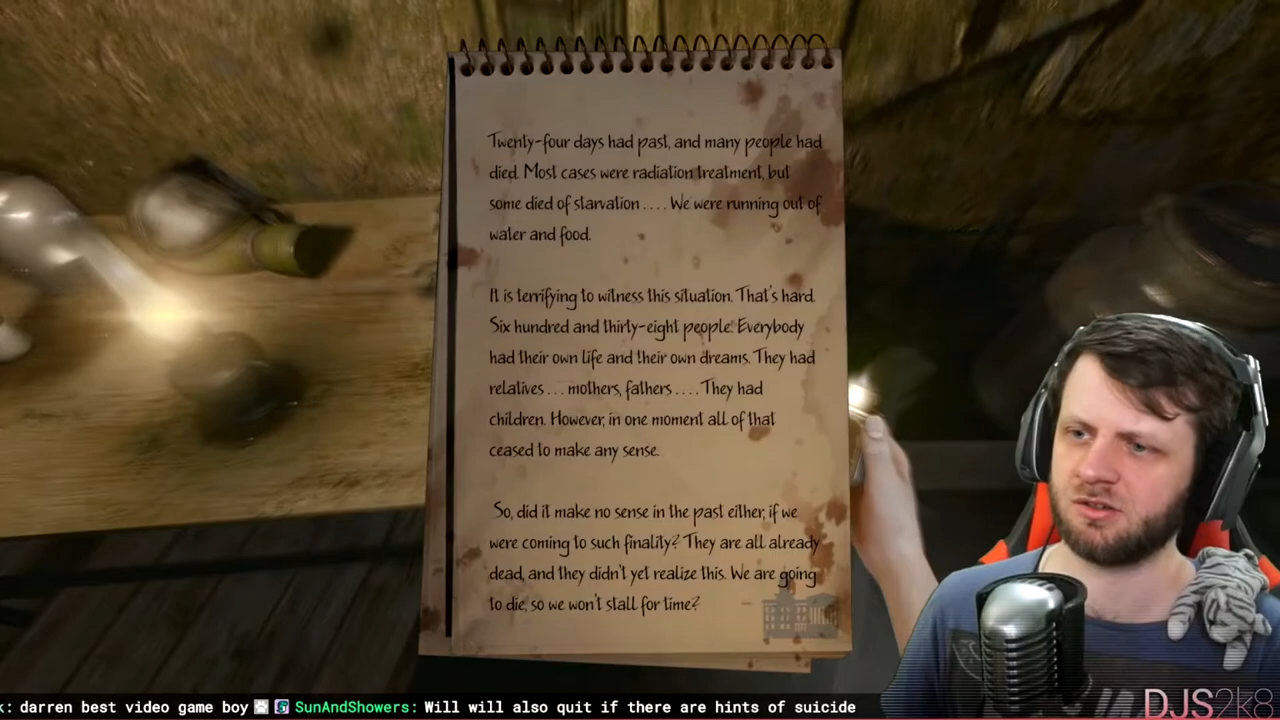 Twenty-four days had past, and many people had
died. Most cases were radiation treatment, but
some died of starvation .... We were running out of
water and food.
It is terrifying to witness this situation. That's hard.
Six hundred and thirty-eight people. Everybody
had their own life and their own dreams. They had
relatives ... mothers, fathers .... They had
children. However, in one moment all of that
ceased to make any sense.
So, did it make no sense in the past either, if we
were coming to such finality? They are all already
dead, and they didn't yet realize this. We are going
to die, so we won't stall for time?
k: darren best video game boy SunAndShowers: Will will also quit if there are hints of suicide
DJS2k8